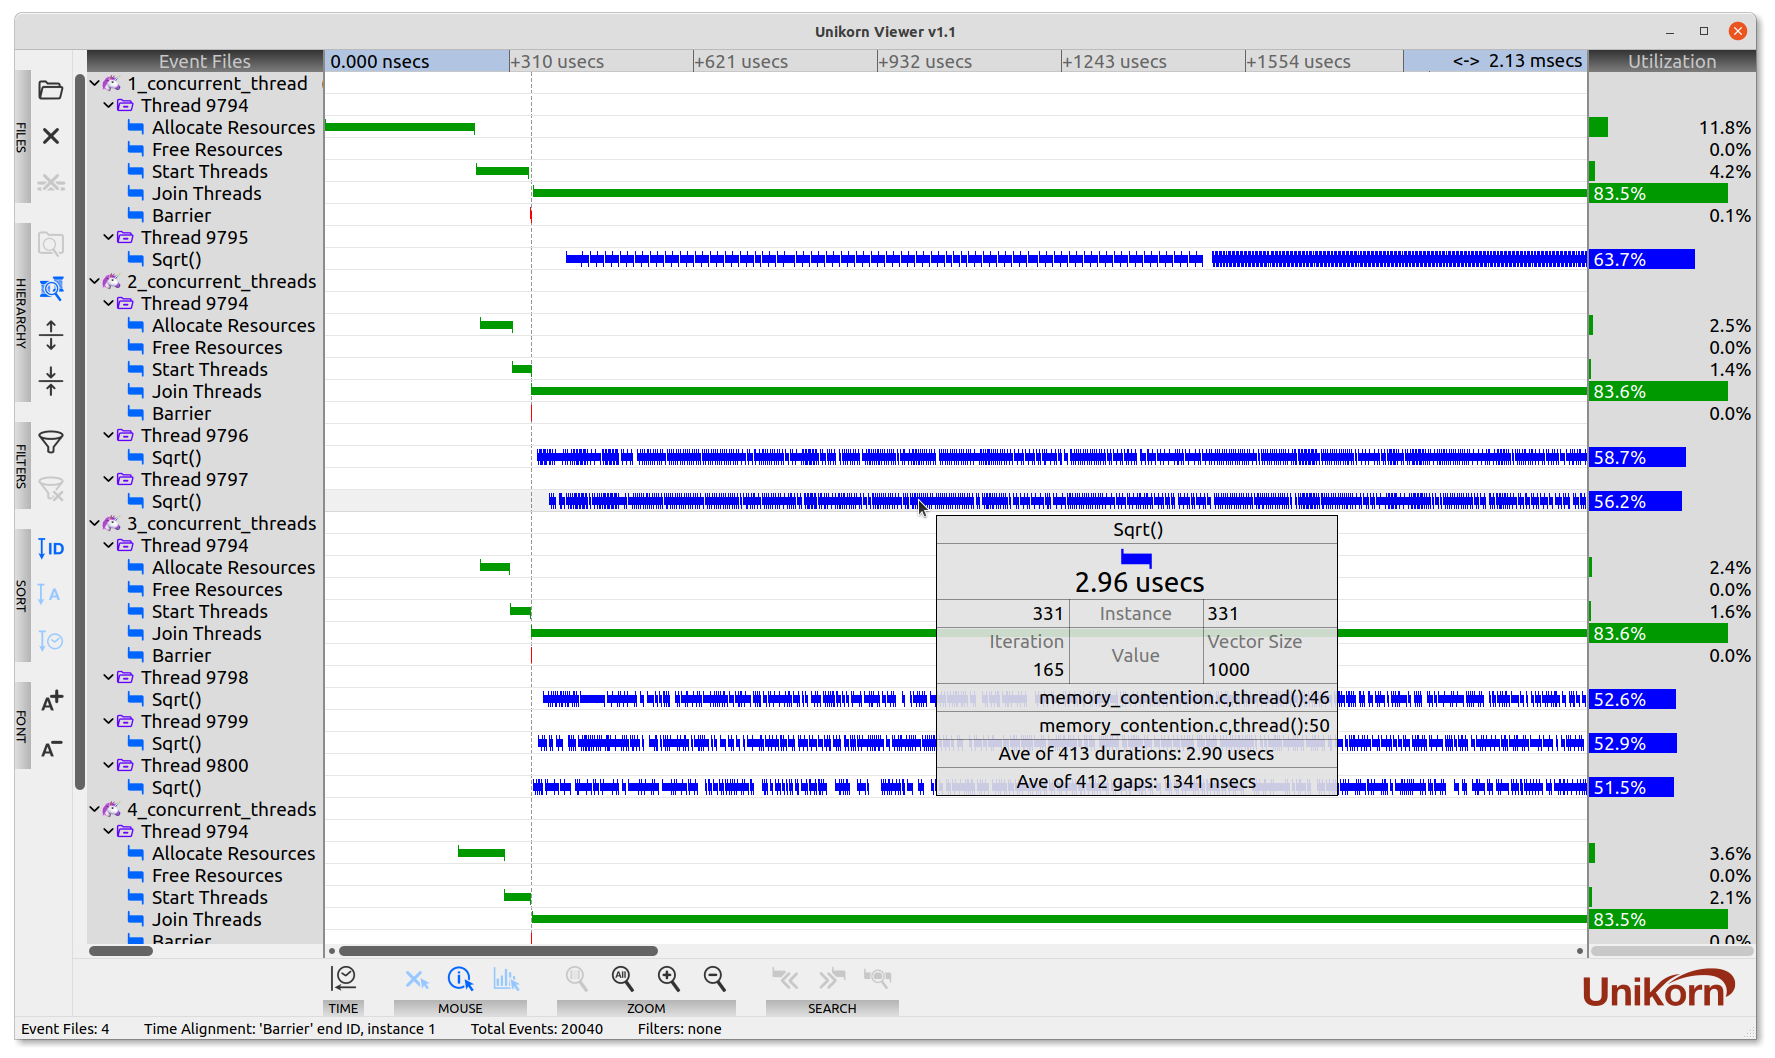 Unikorn Viewer v1.1
Event Files
0.000 nsecs
+310 usecs
+621 usecs
+932 usecs
+1243 usecs
+1554 usecs
<-> 2.13 msecs
Utilization
FILES
HIERARCHY
FILTERS
SORT
FONT
ID
A
A+
A-
1_concurrent_thread
Thread 9794
Allocate Resources 11.8%
Free Resources 0.0%
Start Threads 4.2%
Join Threads 83.5%
Barrier 0.1%
Thread 9795
Sqrt() 63.7%
2_concurrent_threads
Thread 9794
Allocate Resources 2.5%
Free Resources 0.0%
Start Threads 1.4%
Join Threads 83.6%
Barrier 0.0%
Thread 9796
Sqrt() 58.7%
Thread 9797
Sqrt() 56.2%
3_concurrent_threads
Thread 9794
Allocate Resources 2.4%
Free Resources 0.0%
Start Threads 1.6%
Join Threads 83.6%
Barrier 0.0%
Thread 9798
Sqrt() 52.6%
Thread 9799
Sqrt() 52.9%
Thread 9800
Sqrt() 51.5%
4_concurrent_threads
Thread 9794
Allocate Resources 3.6%
Free Resources 0.0%
Start Threads 2.1%
Join Threads 83.5%
Barrier 0.0%
Sqrt()
2.96 usecs
331 Instance 331
Iteration Value Vector Size
165 1000
memory_contention.c,thread():46
memory_contention.c,thread():50
Ave of 413 durations: 2.90 usecs
Ave of 412 gaps: 1341 nsecs
All
TIME
MOUSE
ZOOM
SEARCH
UniKorn
Event Files: 4
Time Alignment: 'Barrier' end ID, instance 1
Total Events: 20040
Filters: none